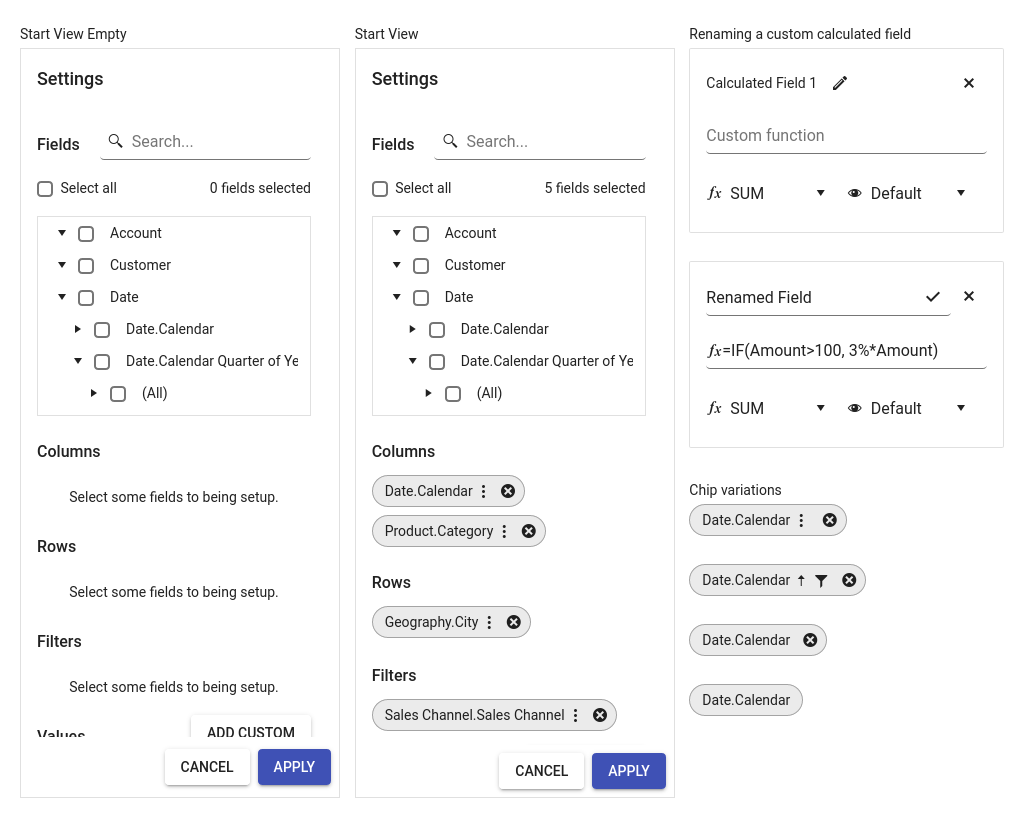 Start View Empty
Settings
Fields
Search...
Select all
0 fields selected
Account
Customer
Date
Date.Calendar
Date.Calendar Quarter of Ye
(All)
Columns
Select some fields to being setup.
Rows
Select some fields to being setup.
Filters
Select some fields to being setup.
Values
ADD CUSTOM
CANCEL
APPLY
Start View
Settings
Fields
Search...
Select all
5 fields selected
Account
Customer
Date
Date.Calendar
Date.Calendar Quarter of Ye
(All)
Columns
Date.Calendar
Product.Category
Rows
Geography.City
Filters
Sales Channel.Sales Channel
CANCEL
APPLY
Renaming a custom calculated field
Calculated Field 1
Custom function
fx SUM
Default
Renamed Field
fx=IF(Amount>100, 3%*Amount)
fx SUM
Default
Chip variations
Date.Calendar
Date.Calendar
Date.Calendar
Date.Calendar